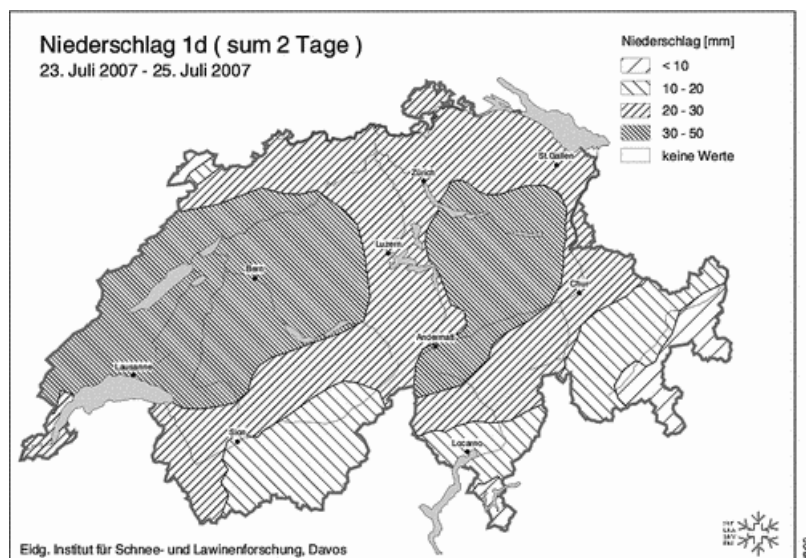 Niederschlag 1d ( sum 2 Tage )
23. Juli 2007 - 25. Juli 2007
Niederschlag [mm]
< 10
10 - 20
20 - 30
30 - 50
keine Werte
St.Gallen
Zürich
Luzern
Bern
Chur
Andermatt
Lausanne
Sion
Locarno
Eidg. Institut für Schnee- und Lawinenforschung, Davos